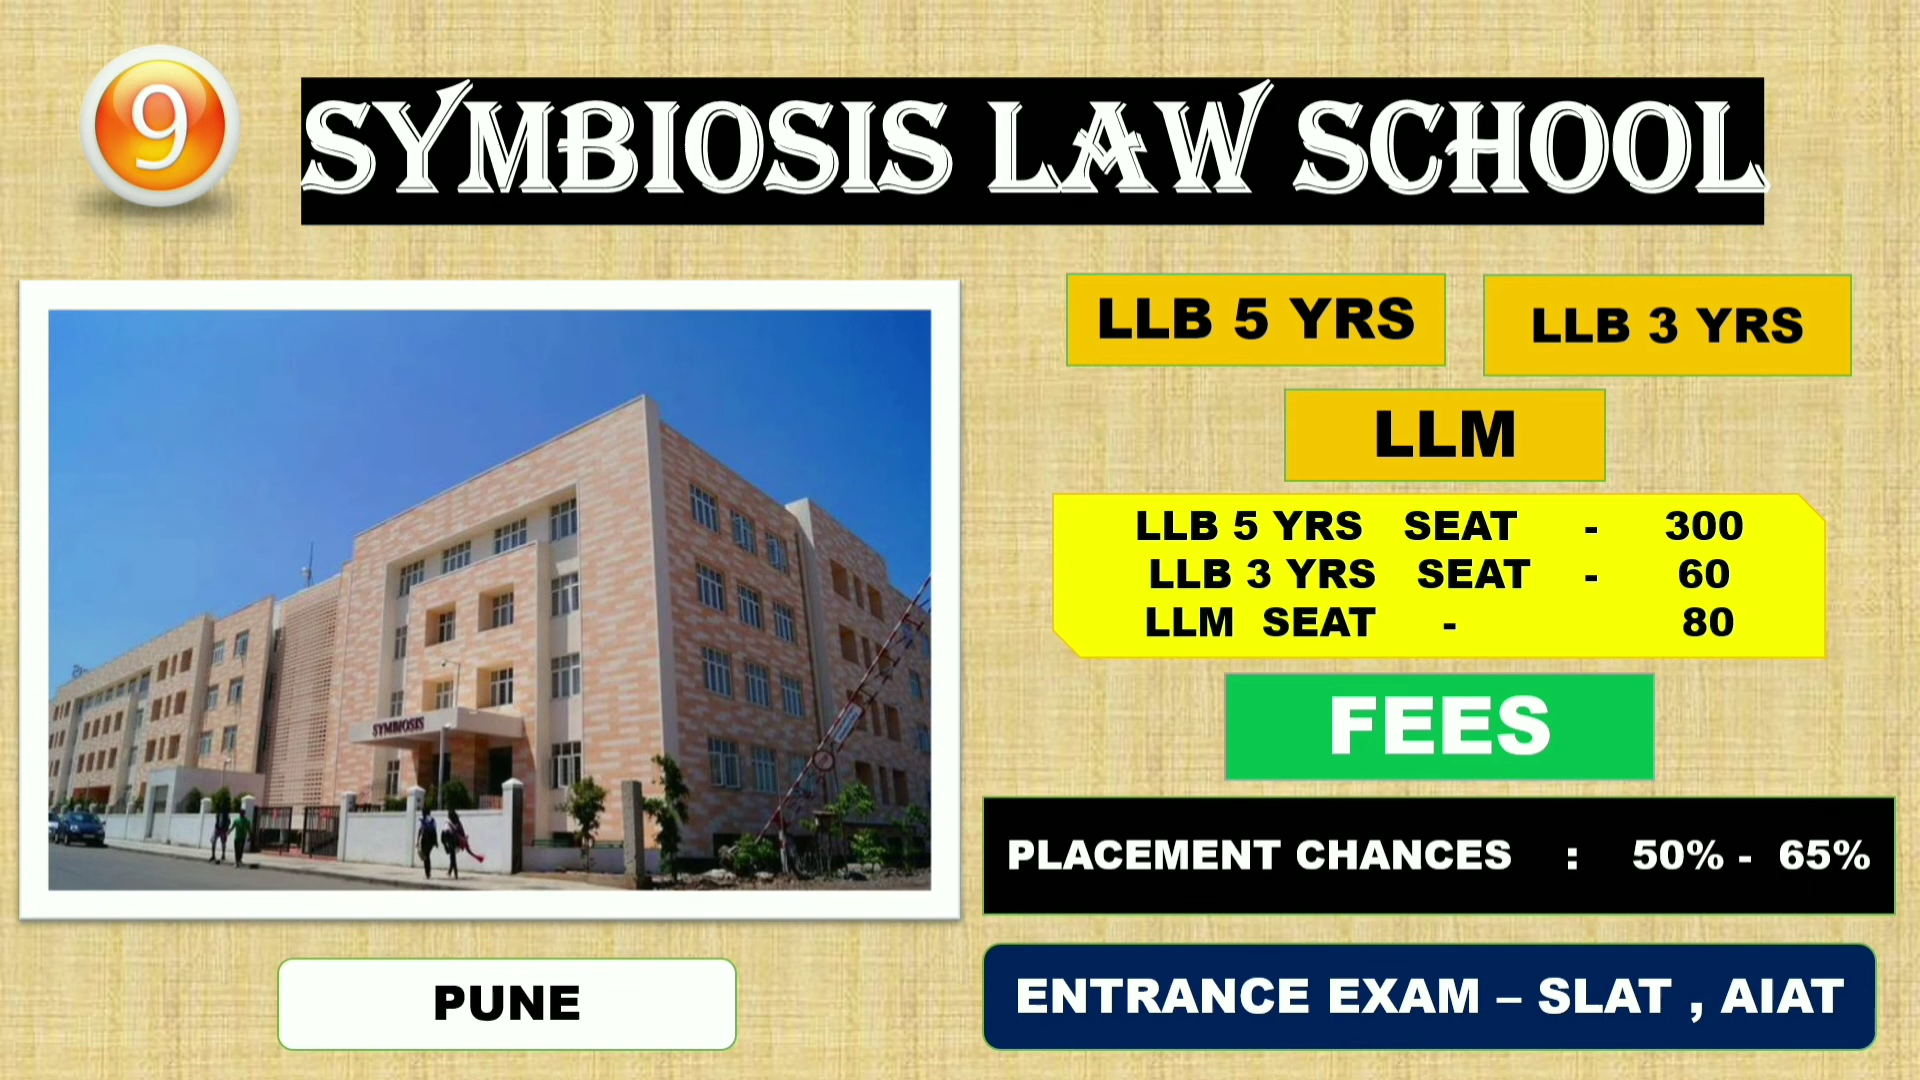 9
SYMBIOSIS LAW SCHOOL
LLB 5 YRS
LLB 3 YRS
LLM
LLB 5 YRS SEAT - 300
LLB 3 YRS SEAT - 60
LLM SEAT - 80
FEES
SYMBIOSIS
PLACEMENT CHANCES : 50% - 65%
PUNE
ENTRANCE EXAM – SLAT , AIAT